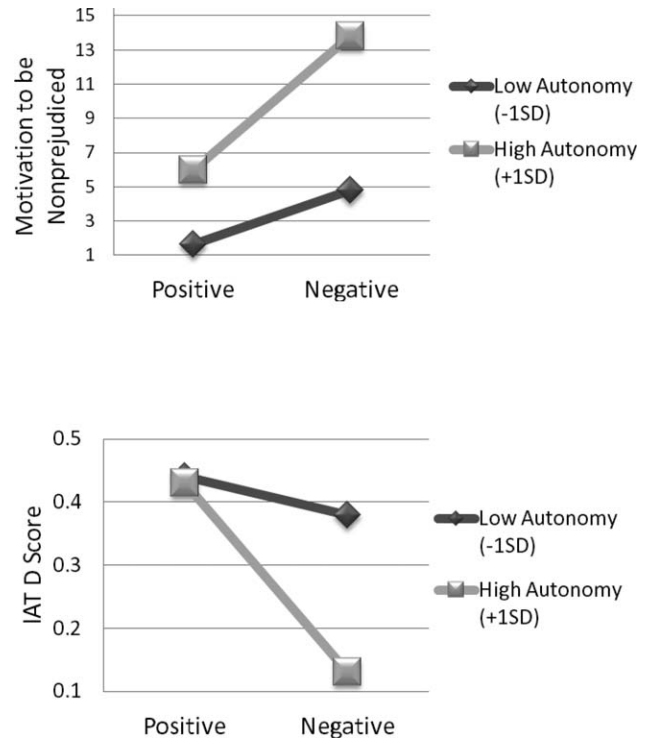 15
13
11
9
7
5
3
1
Motivation to be
Nonprejudiced
Positive
Negative
Low Autonomy
(-1SD)
High Autonomy
(+1SD)
0.5
0.4
0.3
0.2
0.1
IAT D Score
Positive
Negative
Low Autonomy
(-1SD)
High Autonomy
(+1SD)